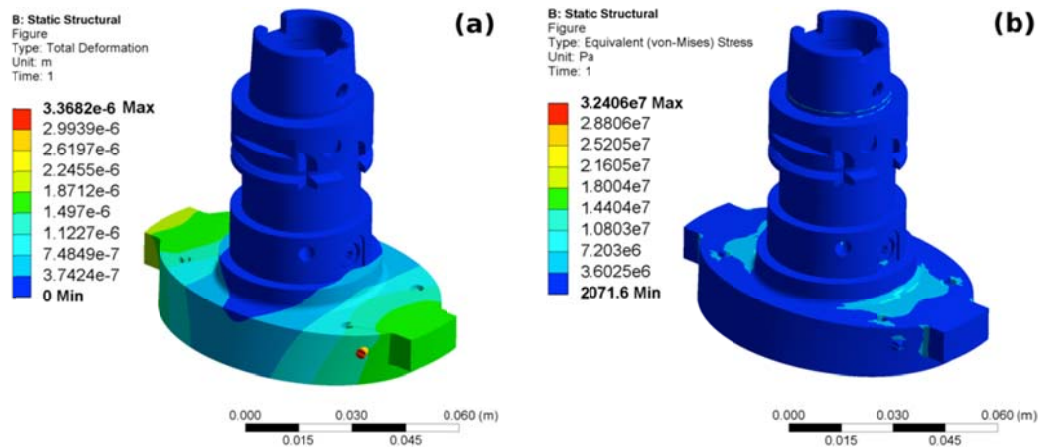 B: Static Structural
Figure
Type: Total Deformation
Unit: m
Time: 1
(a)
3.3682e-6 Max
2.9939e-6
2.6197e-6
2.2455e-6
1.8712e-6
1.497e-6
1.1227e-6
7.4849e-7
3.7424e-7
0 Min
0.000 0.030 0.060 (m)
0.015 0.045
B: Static Structural
Figure
Type: Equivalent (von-Mises) Stress
Unit: Pa
Time: 1
(b)
3.2406e7 Max
2.8806e7
2.5205e7
2.1605e7
1.8004e7
1.4404e7
1.0803e7
7.203e6
3.6025e6
2071.6 Min
0.000 0.030 0.060 (m)
0.015 0.045